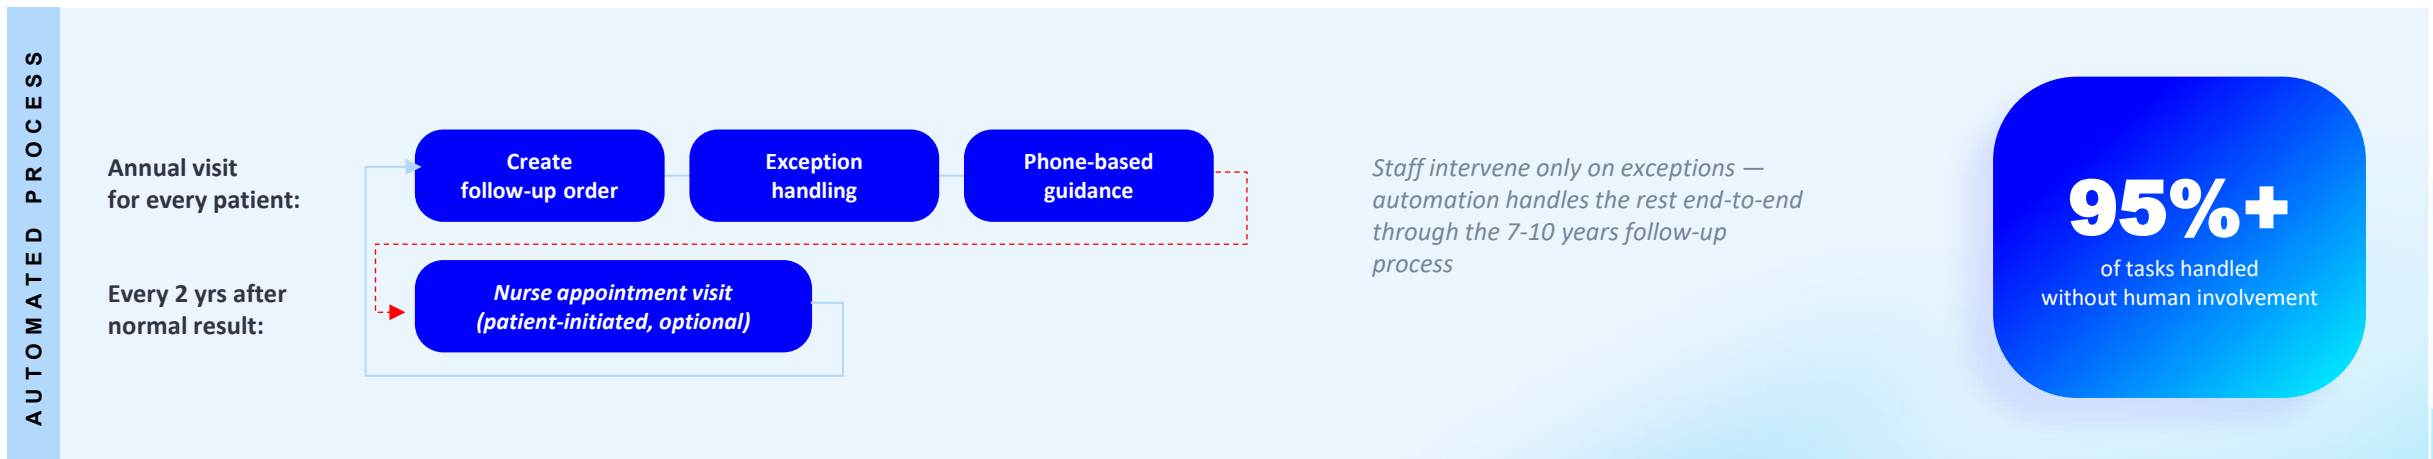 AUTOMATED PROCESS
Annual visit
for every patient:
Create
follow-up order
Exception
handling
Phone-based
guidance
Every 2 yrs after
normal result:
Nurse appointment visit
(patient-initiated, optional)
Staff intervene only on exceptions —
automation handles the rest end-to-end
through the 7-10 years follow-up
process
95%+
of tasks handled
without human involvement